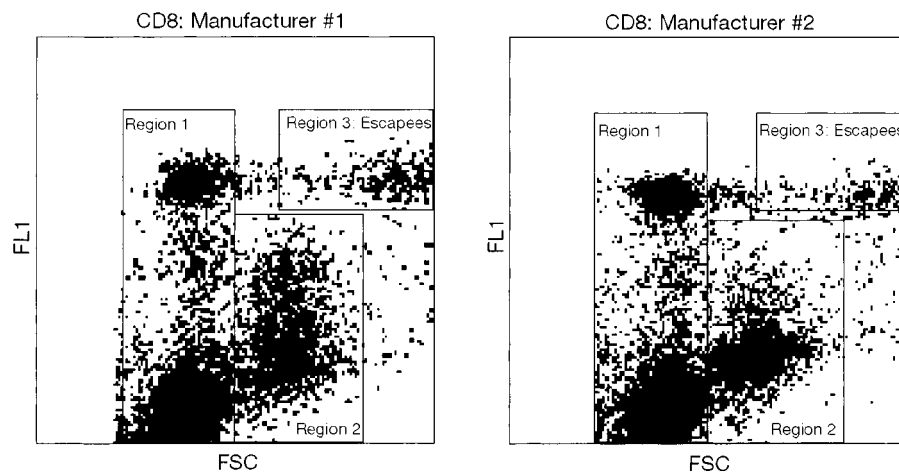 CD8: Manufacturer #1
Region 1
Region 3: Escapees
Region 2
FL1
FSC
CD8: Manufacturer #2
Region 1
Region 3: Escapees
Region 2
FL1
FSC